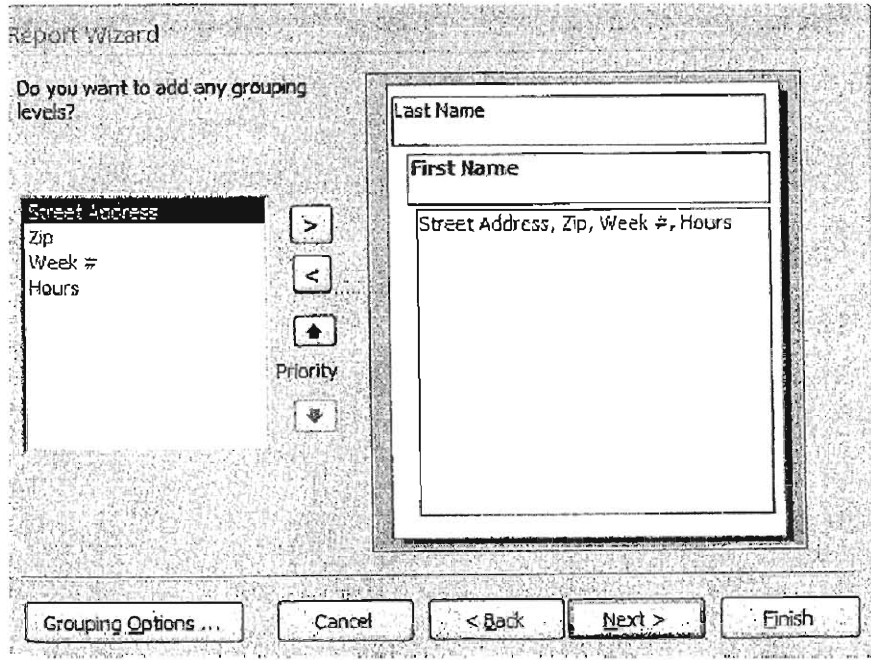 Report Wizard
Do you want to add any grouping
levels?
Street Address
Zip
Week #
Hours
>
<
Priority
Last Name
First Name
Street Address, Zip, Week #, Hours
Grouping Options ...
Cancel
< Back
Next >
Finish